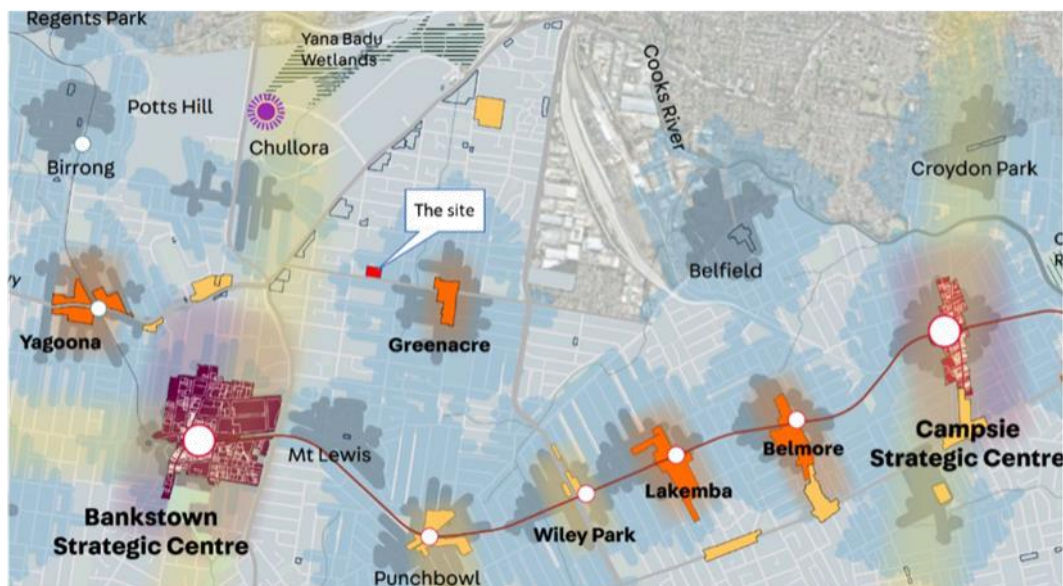 Regents Park
Yana Badu
Wetlands
Potts Hill
Cooks River
Chullora
Birrong
Croydon Park
The site
Belfield
Yagoona
Greenacre
Mt Lewis
Bankstown
Strategic Centre
Punchbowl
Wiley Park
Lakemba
Belmore
Campsie
Strategic Centre